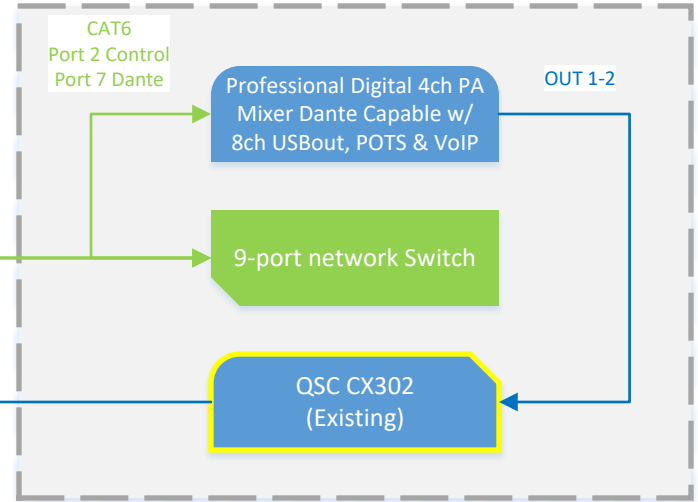 CAT6
Port 2 Control
Port 7 Dante
Professional Digital 4ch PA
Mixer Dante Capable w/
8ch USBout, POTS & VoIP
OUT 1-2
9-port network Switch
QSC CX302
(Existing)